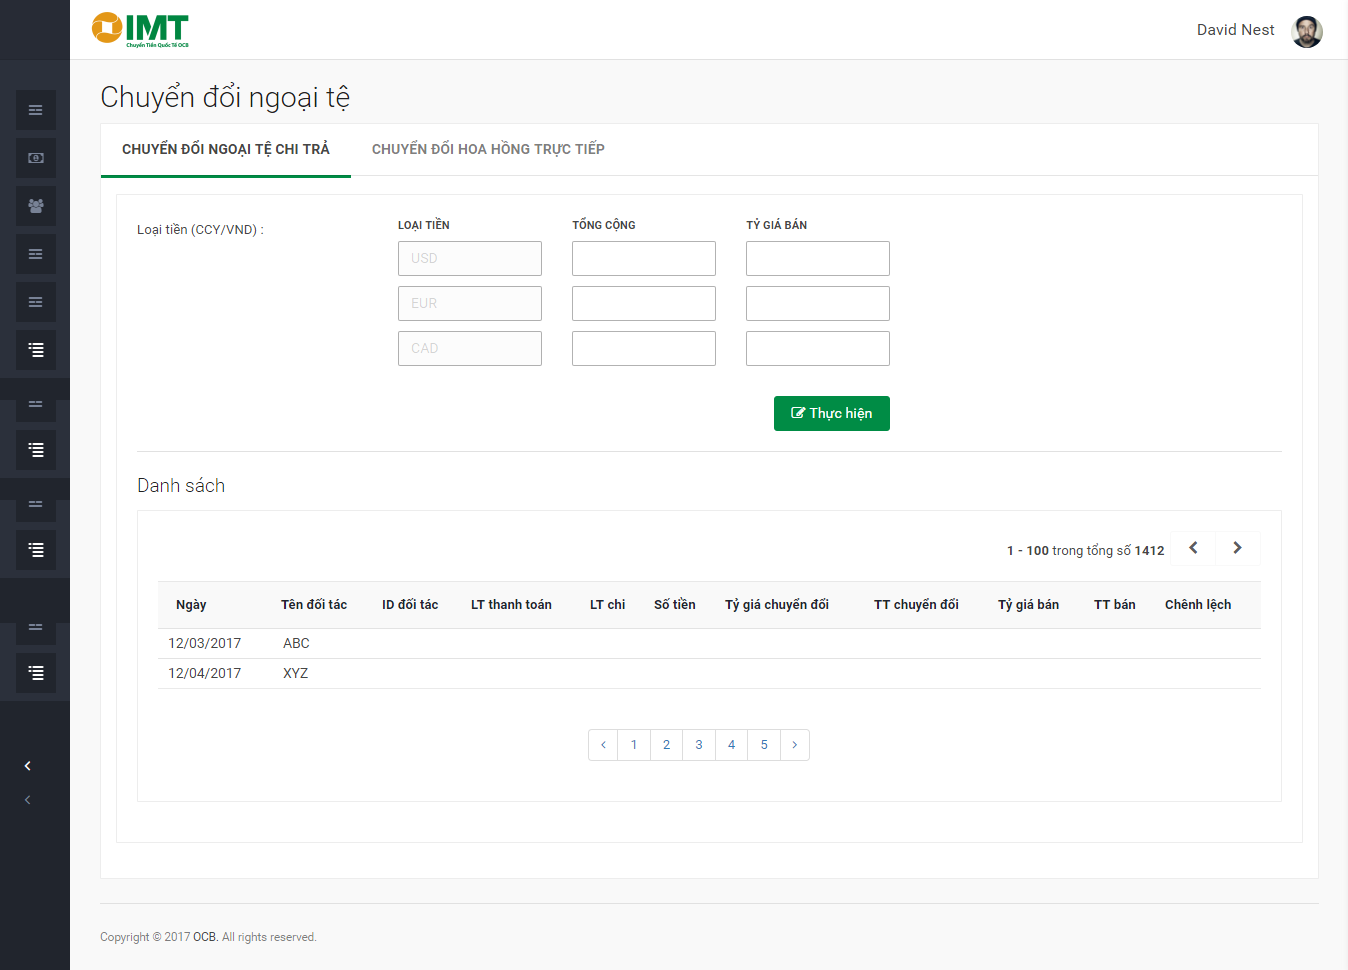 IMT
Chuyển Tiền Quốc Tế OCB
David Nest
Chuyển đổi ngoại tệ
CHUYỂN ĐỔI NGOẠI TỆ CHI TRẢ CHUYỂN ĐỔI HOA HỒNG TRỰC TIẾP
Loại tiền (CCY/VND) : LOẠI TIỀN TỔNG CỘNG TỶ GIÁ BÁN
USD
EUR
CAD
Thực hiện
Danh sách
1 - 100 trong tổng số 1412
Ngày Tên đối tác ID đối tác LT thanh toán LT chi Số tiền Tỷ giá chuyển đổi TT chuyển đổi Tỷ giá bán TT bán Chênh lệch
12/03/2017 ABC
12/04/2017 XYZ
‹ 1 2 3 4 5 ›
Copyright © 2017 OCB. All rights reserved.